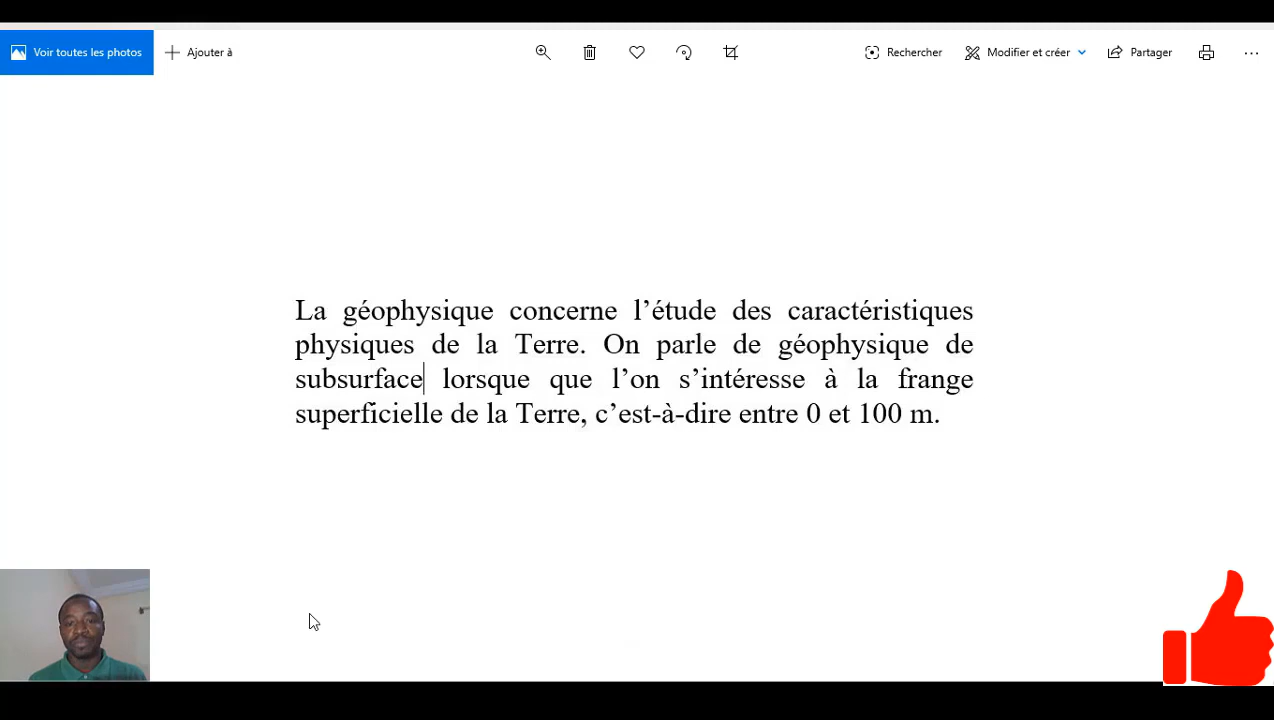 Voir toutes les photos
Ajouter à
Rechercher
Modifier et créer
Partager
La géophysique concerne l’étude des caractéristiques
physiques de la Terre. On parle de géophysique de
subsurface lorsque que l’on s’intéresse à la frange
superficielle de la Terre, c’est-à-dire entre 0 et 100 m.